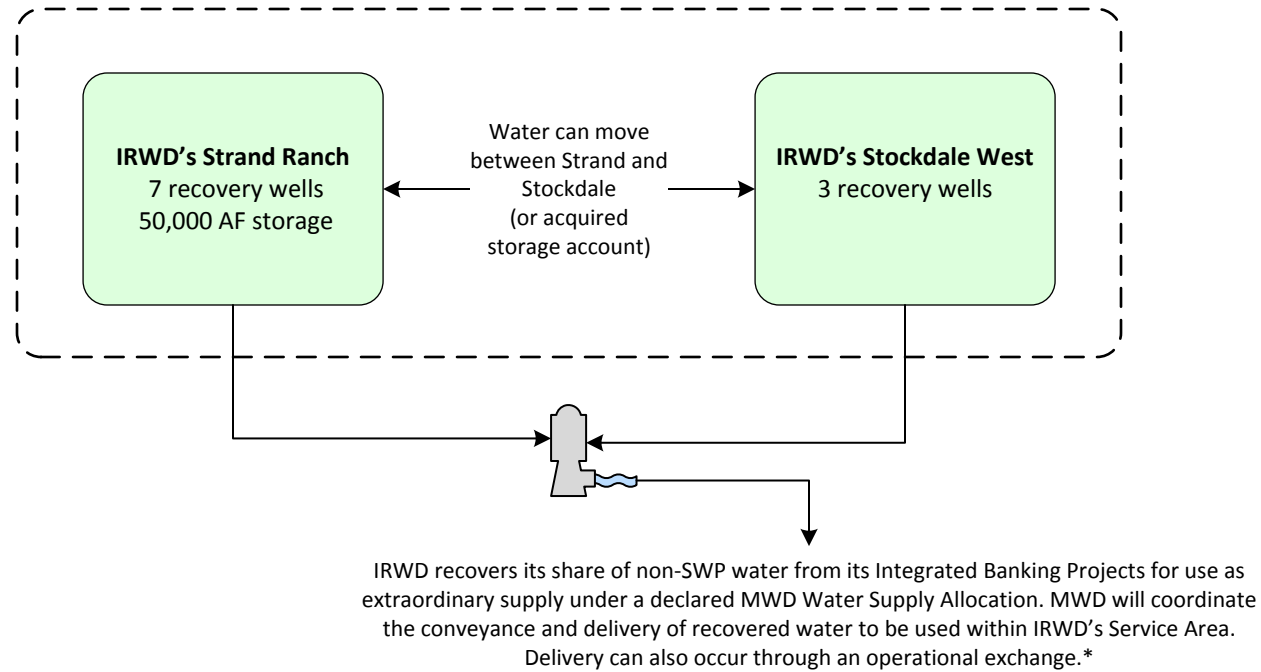 IRWD's Strand Ranch
7 recovery wells
50,000 AF storage
Water can move
between Strand and
Stockdale
(or acquired
storage account)
IRWD's Stockdale West
3 recovery wells
IRWD recovers its share of non-SWP water from its Integrated Banking Projects for use as
extraordinary supply under a declared MWD Water Supply Allocation. MWD will coordinate
the conveyance and delivery of recovered water to be used within IRWD's Service Area.
Delivery can also occur through an operational exchange.*